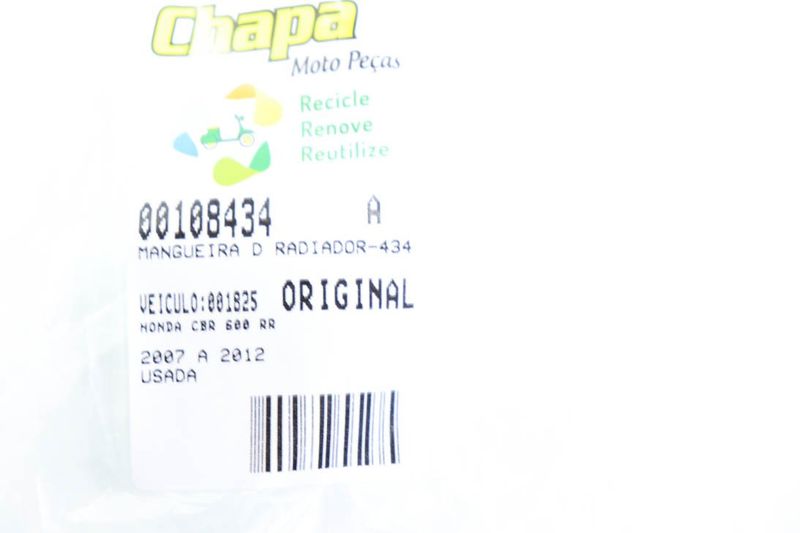 Chapa
Moto Peças
Recicle
Renove
Reutilize
00108434 A
MANGUEIRA D RADIADOR-434
VEICULO:001825 ORIGINAL
HONDA CBR 600 RR
2007 A 2012
USADA